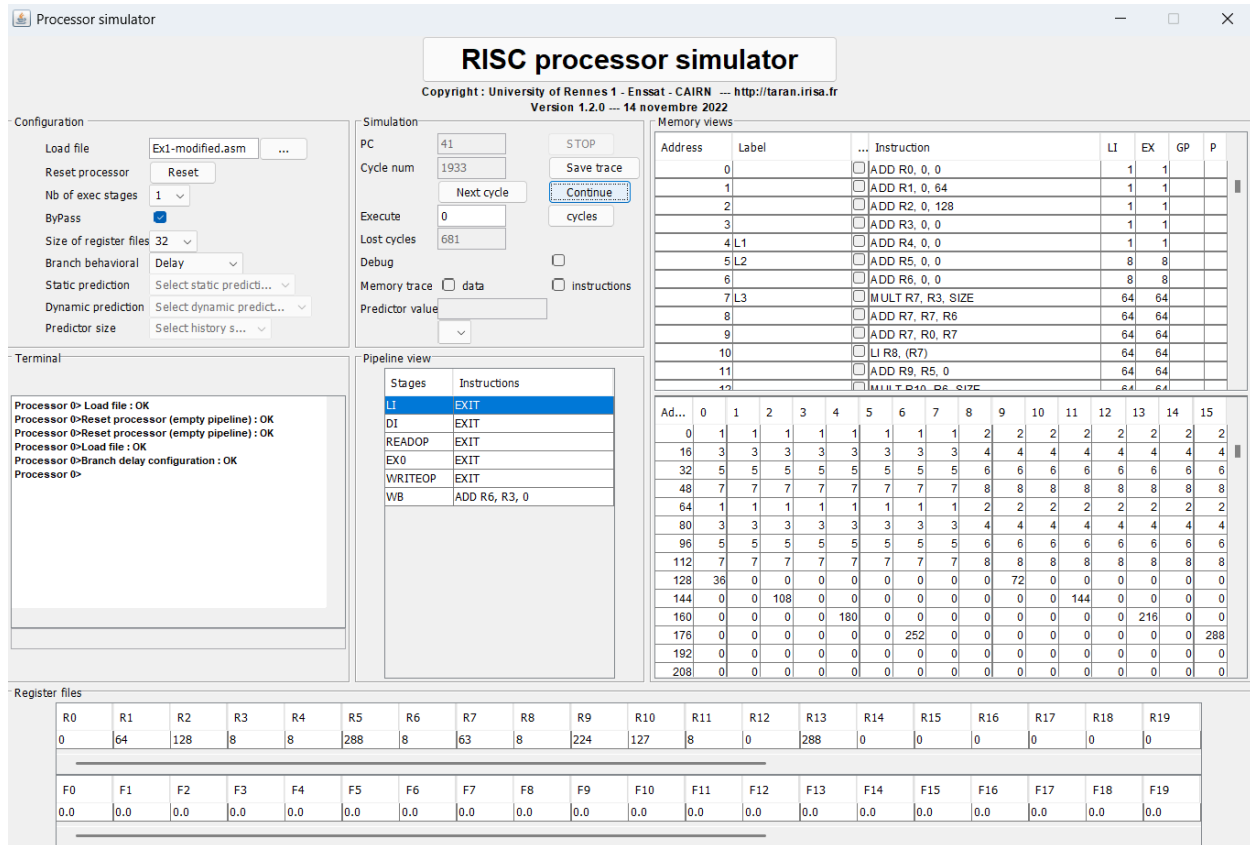 Processor simulator
RISC processor simulator
Copyright : University of Rennes 1 - Enssat - CAIRN --- http://taran.irisa.fr
Version 1.2.0 --- 14 novembre 2022
Configuration
Load file Ex1-modified.asm ...
Reset processor Reset
Nb of exec stages 1
ByPass
Size of register files 32
Branch behavioral Delay
Static prediction Select static predicti...
Dynamic prediction Select dynamic predict...
Predictor size Select history s...
Simulation
PC 41 STOP
Cycle num 1933 Save trace
Next cycle Continue
Execute 0 cycles
Lost cycles 681
Debug
Memory trace data instructions
Predictor value
Memory views
Address Label ... Instruction LI EX GP P
0 ADD R0, 0, 0 1 1
1 ADD R1, 0, 64 1 1
2 ADD R2, 0, 128 1 1
3 ADD R3, 0, 0 1 1
4 L1 ADD R4, 0, 0 1 1
5 L2 ADD R5, 0, 0 8 8
6 ADD R6, 0, 0 8 8
7 L3 MULT R7, R3, SIZE 64 64
8 ADD R7, R7, R6 64 64
9 ADD R7, R0, R7 64 64
10 LI R8, (R7) 64 64
11 ADD R9, R5, 0 64 64
12 MULT R10, R6, SIZE 64 64
Terminal
Processor 0> Load file : OK
Processor 0>Reset processor (empty pipeline) : OK
Processor 0>Reset processor (empty pipeline) : OK
Processor 0>Load file : OK
Processor 0>Branch delay configuration : OK
Processor 0>
Pipeline view
Stages Instructions
LI EXIT
DI EXIT
READOP EXIT
EX0 EXIT
WRITEOP EXIT
WB ADD R6, R3, 0
Ad... 0 1 2 3 4 5 6 7 8 9 10 11 12 13 14 15
0 1 1 1 1 1 1 1 1 2 2 2 2 2 2 2 2
16 3 3 3 3 3 3 3 3 4 4 4 4 4 4 4 4
32 5 5 5 5 5 5 5 5 6 6 6 6 6 6 6 6
48 7 7 7 7 7 7 7 7 8 8 8 8 8 8 8 8
64 1 1 1 1 1 1 1 1 2 2 2 2 2 2 2 2
80 3 3 3 3 3 3 3 3 4 4 4 4 4 4 4 4
96 5 5 5 5 5 5 5 5 6 6 6 6 6 6 6 6
112 7 7 7 7 7 7 7 7 8 8 8 8 8 8 8 8
128 36 0 0 0 0 0 0 0 0 72 0 0 0 0 0 0
144 0 0 108 0 0 0 0 0 0 0 0 144 0 0 0 0
160 0 0 0 0 180 0 0 0 0 0 0 0 0 216 0 0
176 0 0 0 0 0 0 252 0 0 0 0 0 0 0 0 288
192 0 0 0 0 0 0 0 0 0 0 0 0 0 0 0 0
208 0 0 0 0 0 0 0 0 0 0 0 0 0 0 0 0
Register files
R0 R1 R2 R3 R4 R5 R6 R7 R8 R9 R10 R11 R12 R13 R14 R15 R16 R17 R18 R19
0 64 128 8 8 288 8 63 8 224 127 8 0 288 0 0 0 0 0 0
F0 F1 F2 F3 F4 F5 F6 F7 F8 F9 F10 F11 F12 F13 F14 F15 F16 F17 F18 F19
0.0 0.0 0.0 0.0 0.0 0.0 0.0 0.0 0.0 0.0 0.0 0.0 0.0 0.0 0.0 0.0 0.0 0.0 0.0 0.0